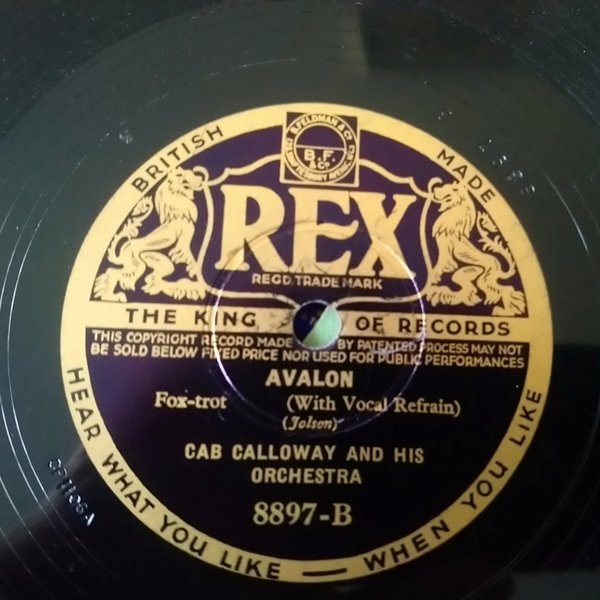 BRITISH MADE
B. FELDMAN & Co
B.F. & Co
REX
REGD. TRADE MARK
THE KING OF RECORDS
THIS COPYRIGHT RECORD MADE BY PATENTED PROCESS MAY NOT
BE SOLD BELOW FIXED PRICE NOR USED FOR PUBLIC PERFORMANCES
AVALON
Fox-trot (With Vocal Refrain)
(Jolson)
CAB CALLOWAY AND HIS
ORCHESTRA
8897-B
HEAR WHAT YOU LIKE — WHEN YOU LIKE